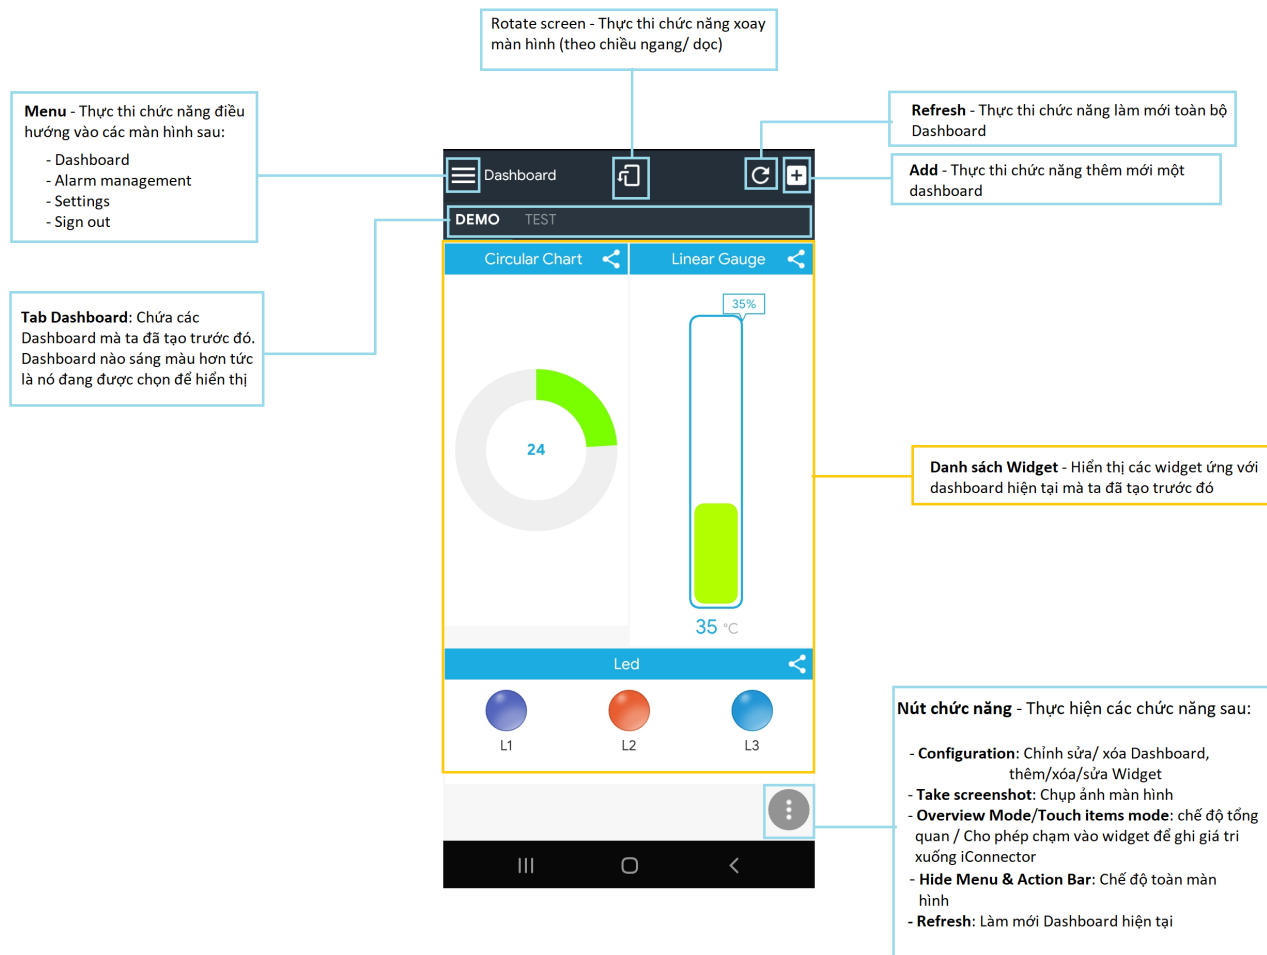 Rotate screen - Thực thi chức năng xoay
màn hình (theo chiều ngang/ dọc)
Menu - Thực thi chức năng điều
hướng vào các màn hình sau:
- Dashboard
- Alarm management
- Settings
- Sign out
Refresh - Thực thi chức năng làm mới toàn bộ
Dashboard
Add - Thực thi chức năng thêm mới một
dashboard
Dashboard
DEMO TEST
Tab Dashboard: Chứa các
Dashboard mà ta đã tạo trước đó.
Dashboard nào sáng màu hơn tức
là nó đang được chọn để hiển thị
Circular Chart
Linear Gauge
35%
24
35 °C
Danh sách Widget - Hiển thị các widget ứng với
dashboard hiện tại mà ta đã tạo trước đó
Led
L1 L2 L3
Nút chức năng - Thực hiện các chức năng sau:
- Configuration: Chỉnh sửa/ xóa Dashboard,
thêm/xóa/sửa Widget
- Take screenshot: Chụp ảnh màn hình
- Overview Mode/Touch items mode: chế độ tổng
quan / Cho phép chạm vào widget để ghi giá tri
xuống iConnector
- Hide Menu & Action Bar: Chế độ toàn màn
hình
- Refresh: Làm mới Dashboard hiện tại